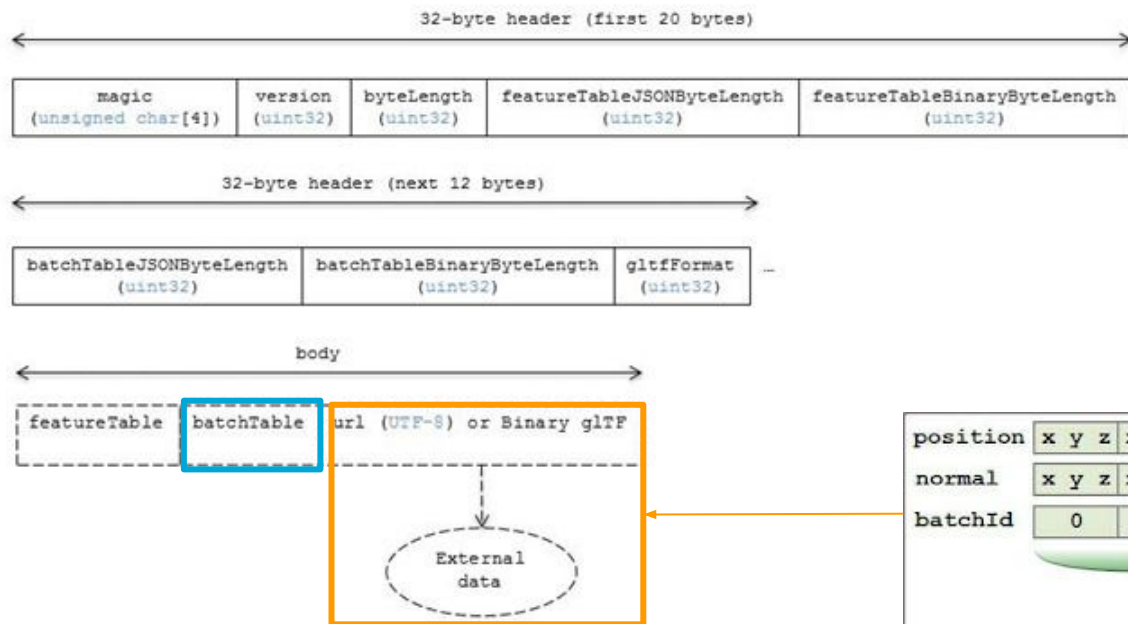 32-byte header (first 20 bytes)
magic version byteLength featureTableJSONByteLength featureTableBinaryByteLength
(unsigned char[4]) (uint32) (uint32) (uint32) (uint32)
32-byte header (next 12 bytes)
batchTableJSONByteLength batchTableBinaryByteLength gltfFormat ...
(uint32) (uint32) (uint32)
body
featureTable batchTable url (UTF-8) or Binary glTF
External
data
position x y z
normal x y z
batchId 0